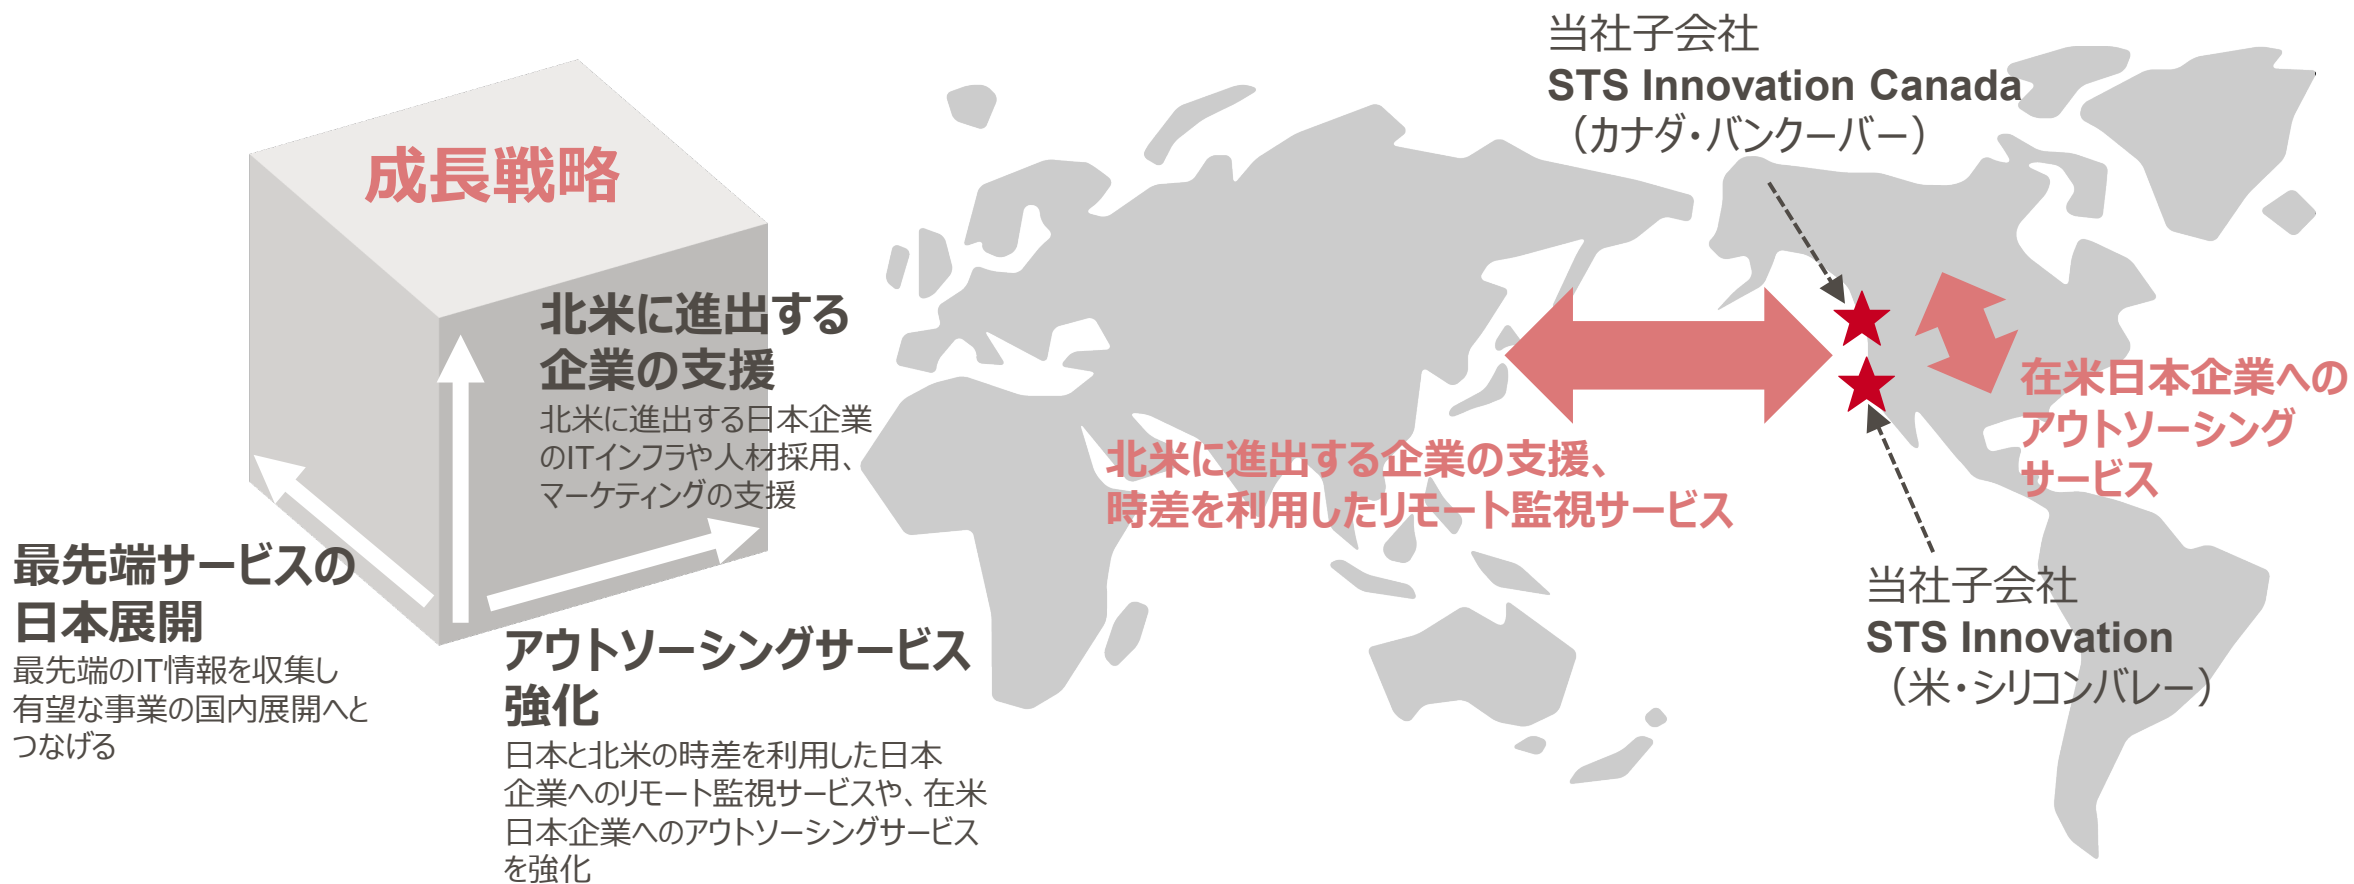 成長戦略
北米に進出する
企業の支援
北米に進出する日本企業
のITインフラや人材採用、
マーケティングの支援
最先端サービスの
日本展開
最先端のIT情報を収集し
有望な事業の国内展開へと
つなげる
アウトソーシングサービス
強化
日本と北米の時差を利用した日本
企業へのリモート監視サービスや、在米
日本企業へのアウトソーシングサービス
を強化
当社子会社
STS Innovation Canada
（カナダ・バンクーバー）
北米に進出する企業の支援、
時差を利用したリモート監視サービス
在米日本企業への
アウトソーシング
サービス
当社子会社
STS Innovation
（米・シリコンバレー）